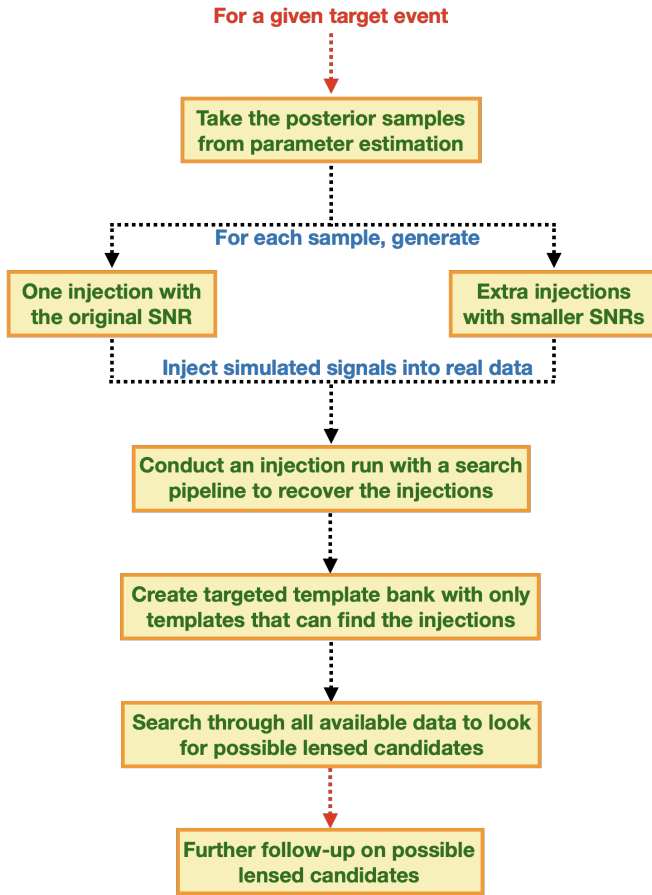 For a given target event
Take the posterior samples
from parameter estimation
For each sample, generate
One injection with
the original SNR
Extra injections
with smaller SNRs
Inject simulated signals into real data
Conduct an injection run with a search
pipeline to recover the injections
Create targeted template bank with only
templates that can find the injections
Search through all available data to look
for possible lensed candidates
Further follow-up on possible
lensed candidates